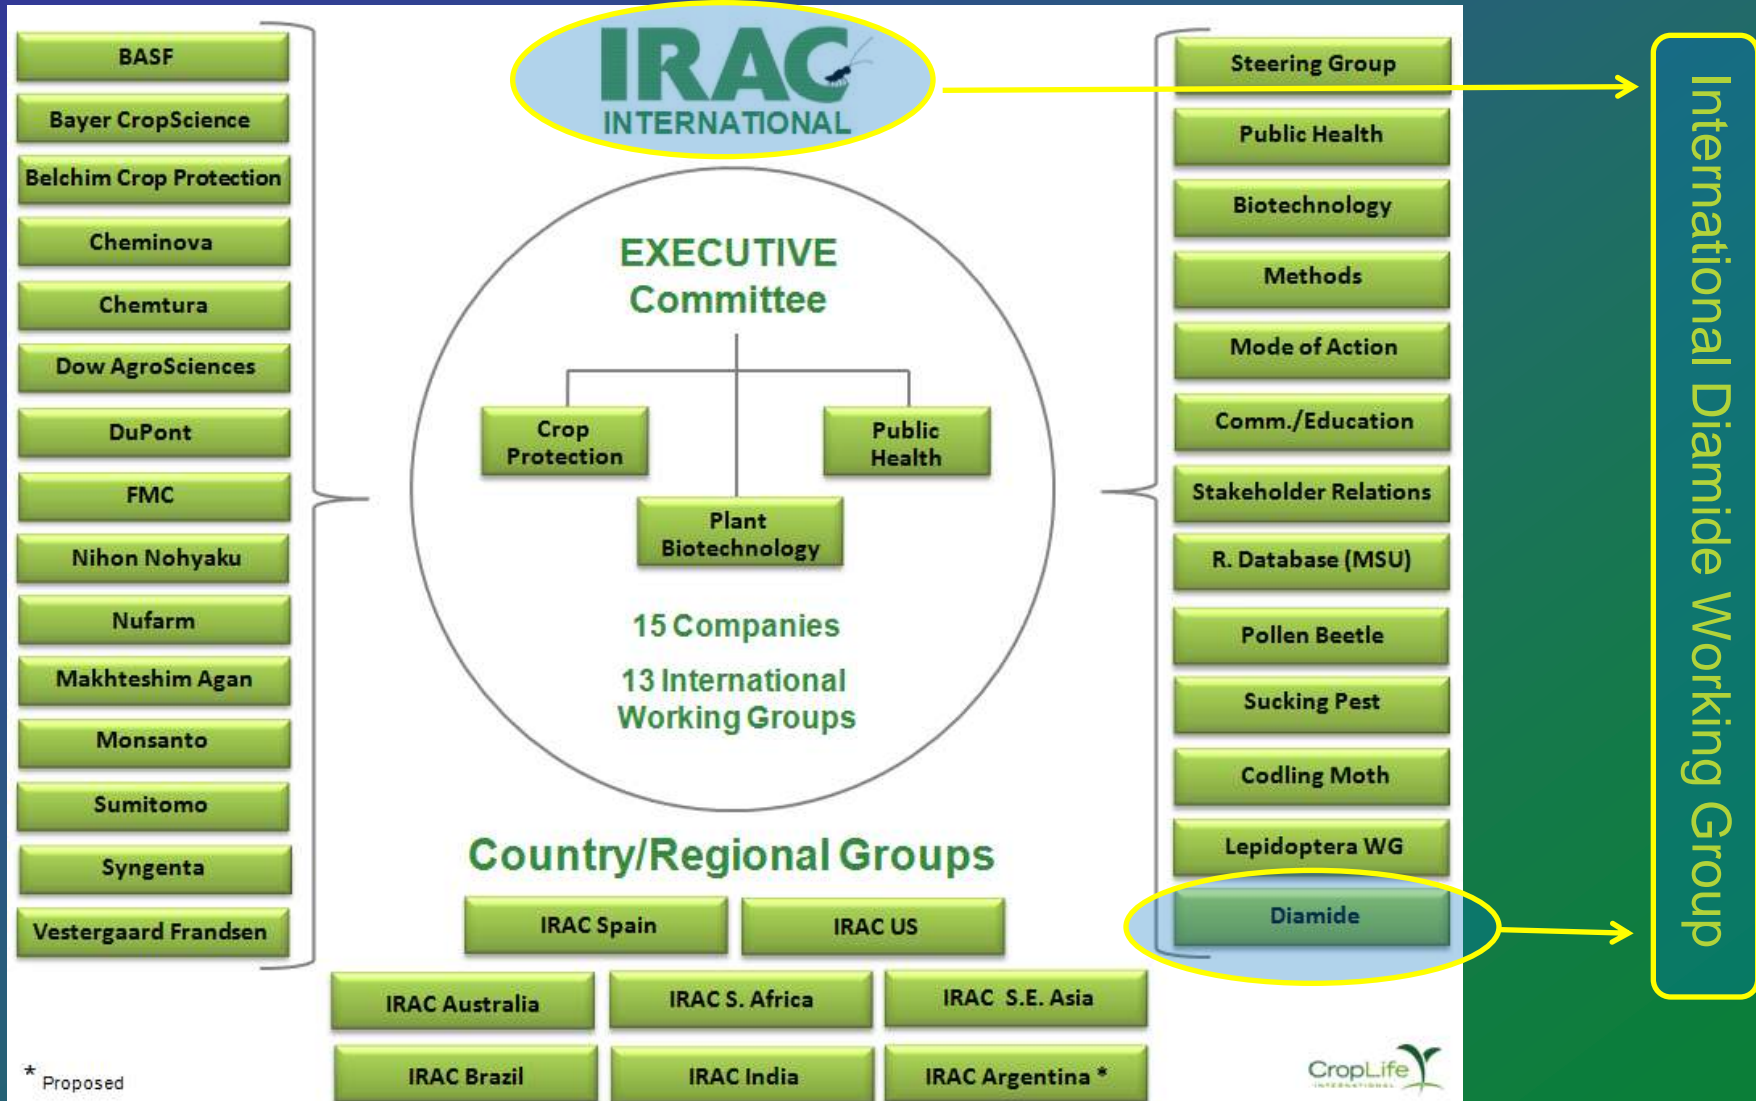 BASF
Bayer CropScience
Belchim Crop Protection
Cheminova
Chemtura
Dow AgroSciences
DuPont
FMC
Nihon Nohyaku
Nufarm
Makhteshim Agan
Monsanto
Sumitomo
Syngenta
Vestergaard Frandsen
IRAC
INTERNATIONAL
EXECUTIVE
Committee
Crop
Protection
Public
Health
Plant
Biotechnology
15 Companies
13 International
Working Groups
Country/Regional Groups
IRAC Spain
IRAC US
IRAC Australia
IRAC S. Africa
IRAC S.E. Asia
IRAC Brazil
IRAC India
IRAC Argentina *
* Proposed
Steering Group
Public Health
Biotechnology
Methods
Mode of Action
Comm./Education
Stakeholder Relations
R. Database (MSU)
Pollen Beetle
Sucking Pest
Codling Moth
Lepidoptera WG
Diamide
CropLife
INTERNATIONAL
International Diamide Working Group